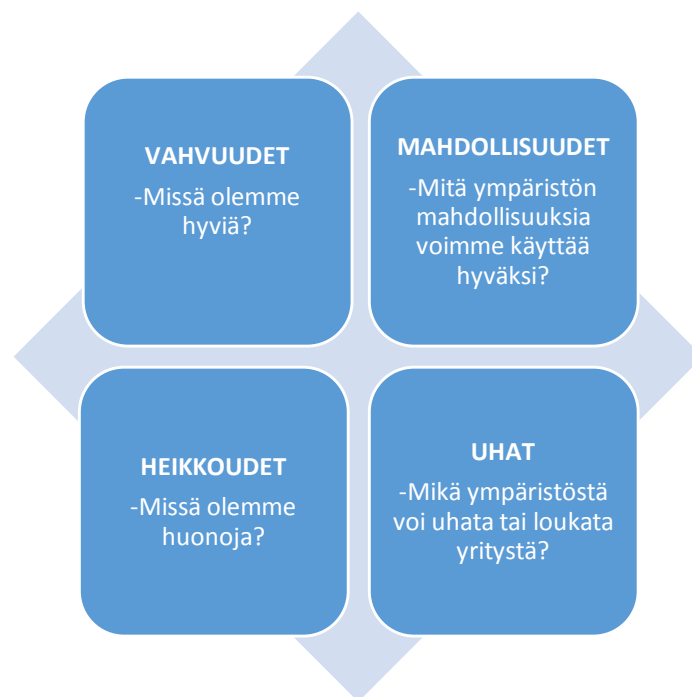 VAHVUUDET
-Missä olemme
hyviä?
MAHDOLLISUUDET
-Mitä ympäristön
mahdollisuuksia
voimme käyttää
hyväksi?
HEIKKOUDET
-Missä olemme
huonoja?
UHAT
-Mikä ympäristöstä
voi uhata tai loukata
yritystä?